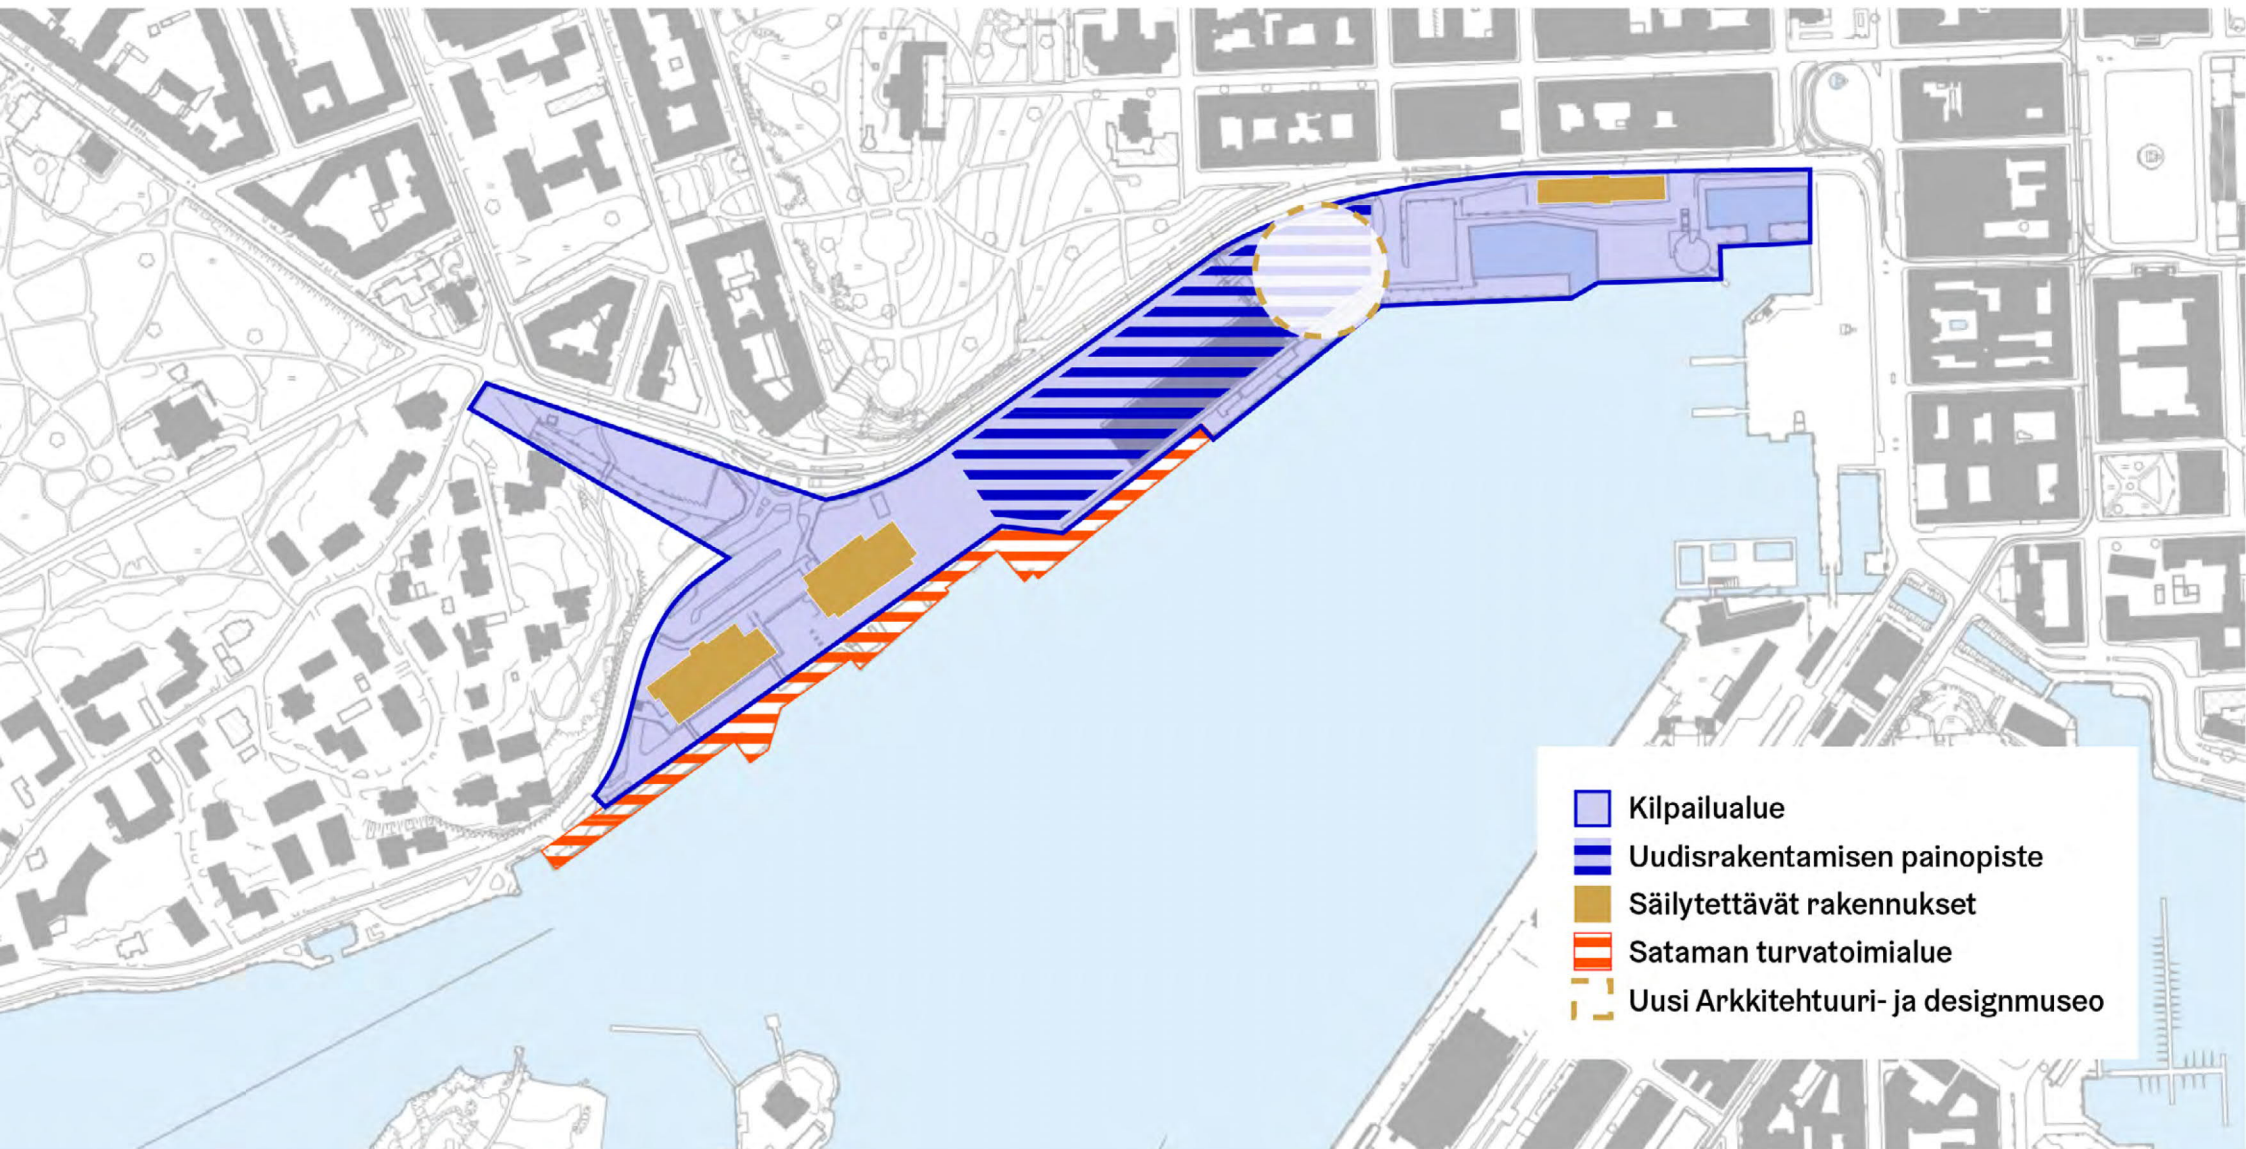 Kilpailualue
Uudisrakentamisen painopiste
Säilytettävät rakennukset
Sataman turvatoimialue
Uusi Arkkitehtuuri- ja designmuseo